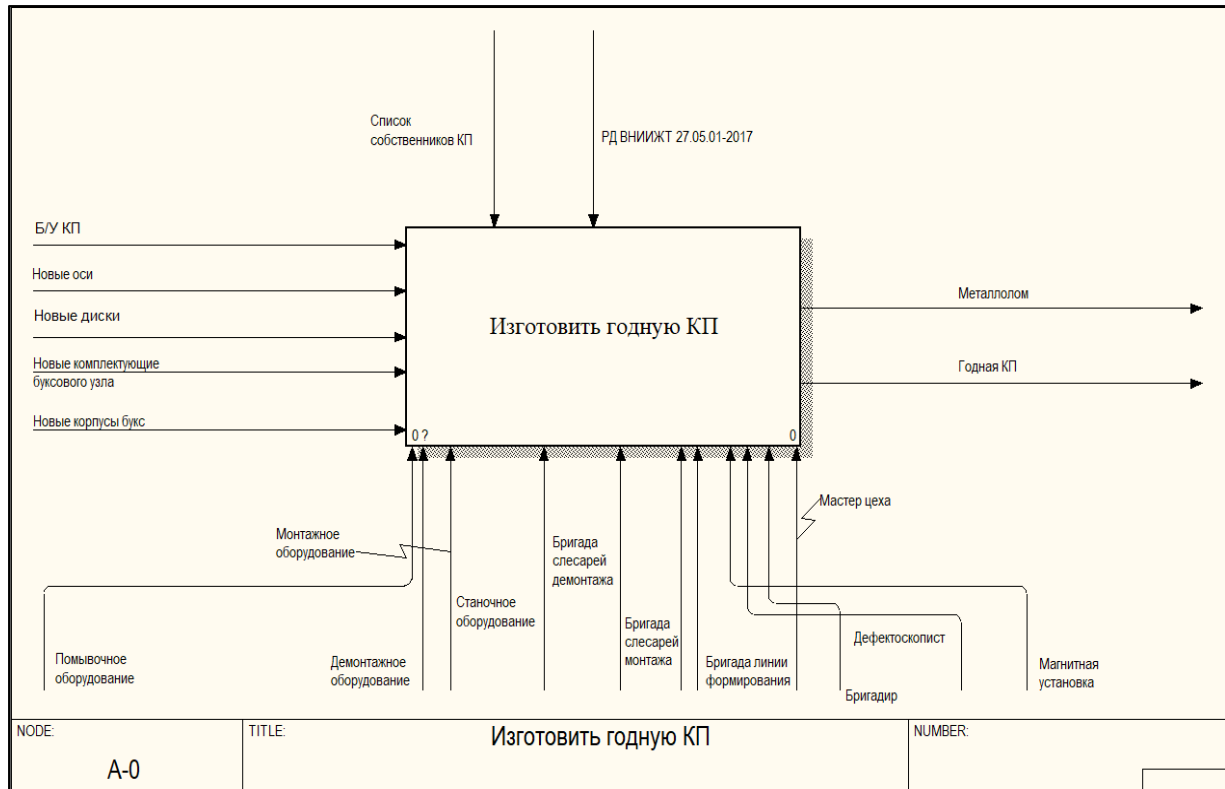 Список
собственников КП
РД ВНИИЖТ 27.05.01-2017
Б/У КП
Новые оси
Новые диски
Новые комплектующие
буксового узла
Новые корпусы букс
Изготовить годную КП
0 ?
0
Металлолом
Годная КП
Монтажное
оборудование
Бригада
слесарей
демонтажа
Мастер цеха
Станочное
оборудование
Бригада
слесарей
монтажа
Помывочное
оборудование
Демонтажное
оборудование
Бригада линии
формирования
Дефектоскопист
Бригадир
Магнитная
установка
NODE:
A-0
TITLE:
Изготовить годную КП
NUMBER: